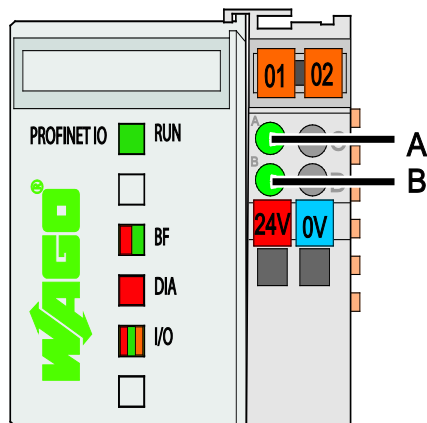 01 02
PROFINET IO RUN
A C A
B D B
BF
24V 0V
DIA
I/O
WAGO®